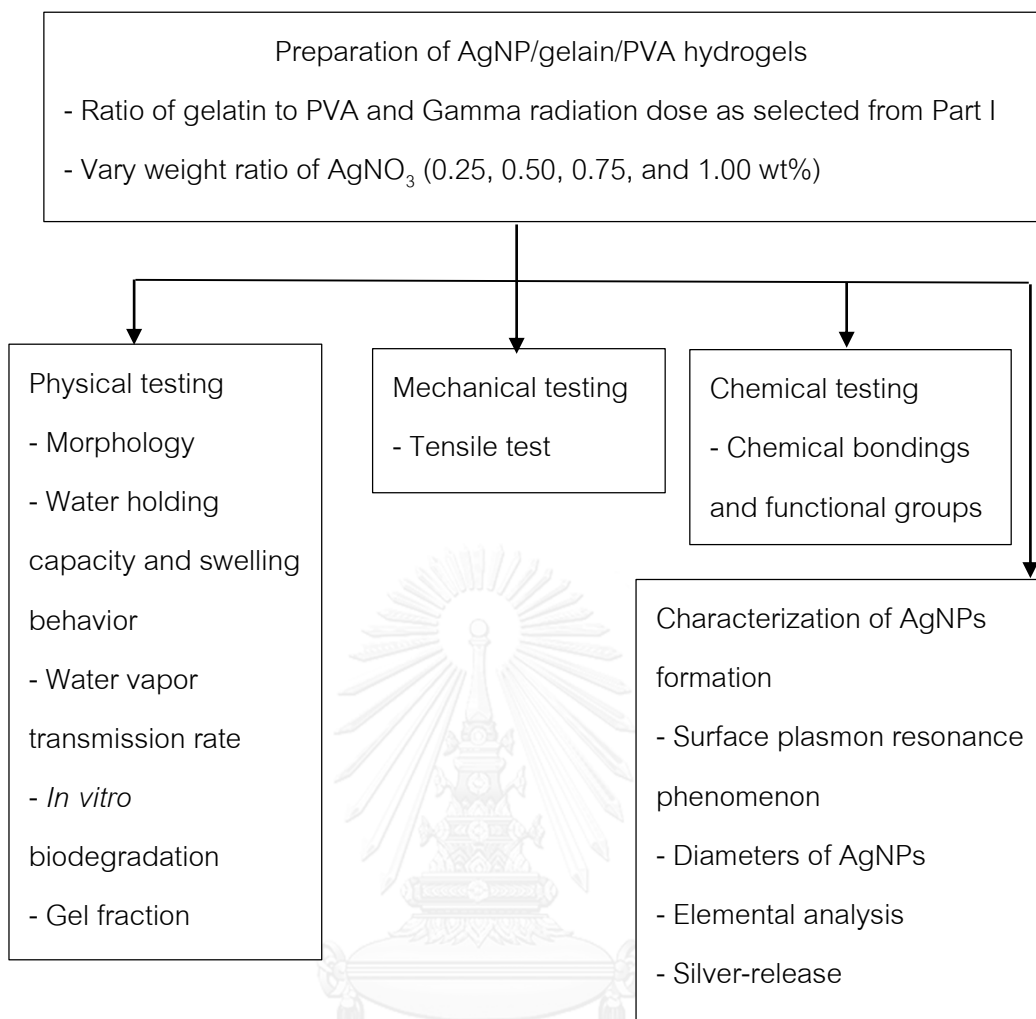 Preparation of AgNP/gelain/PVA hydrogels
- Ratio of gelatin to PVA and Gamma radiation dose as selected from Part I
- Vary weight ratio of AgNO₃ (0.25, 0.50, 0.75, and 1.00 wt%)
Physical testing
- Morphology
- Water holding
capacity and swelling
behavior
- Water vapor
transmission rate
- In vitro
biodegradation
- Gel fraction
Mechanical testing
- Tensile test
Chemical testing
- Chemical bondings
and functional groups
Characterization of AgNPs
formation
- Surface plasmon resonance
phenomenon
- Diameters of AgNPs
- Elemental analysis
- Silver-release